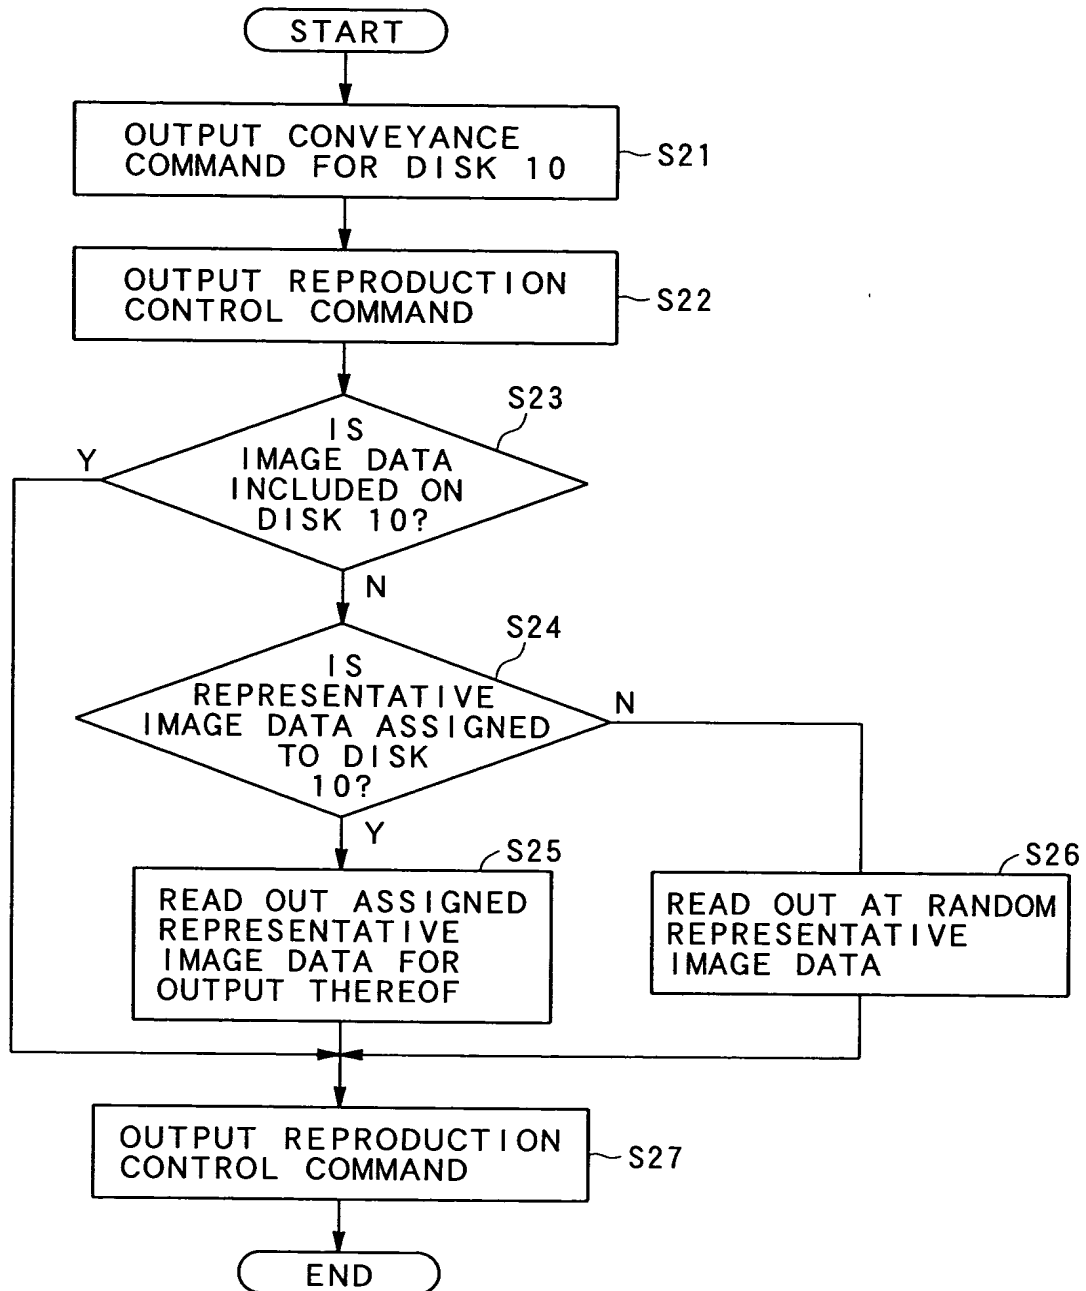 START
OUTPUT CONVEYANCE
COMMAND FOR DISK 10
S21
OUTPUT REPRODUCTION
CONTROL COMMAND
S22
S23
IS
IMAGE DATA
INCLUDED ON
DISK 10?
Y
N
S24
IS
REPRESENTATIVE
IMAGE DATA ASSIGNED
TO DISK
10?
N
Y
S25
READ OUT ASSIGNED
REPRESENTATIVE
IMAGE DATA FOR
OUTPUT THEREOF
S26
READ OUT AT RANDOM
REPRESENTATIVE
IMAGE DATA
OUTPUT REPRODUCTION
CONTROL COMMAND
S27
END